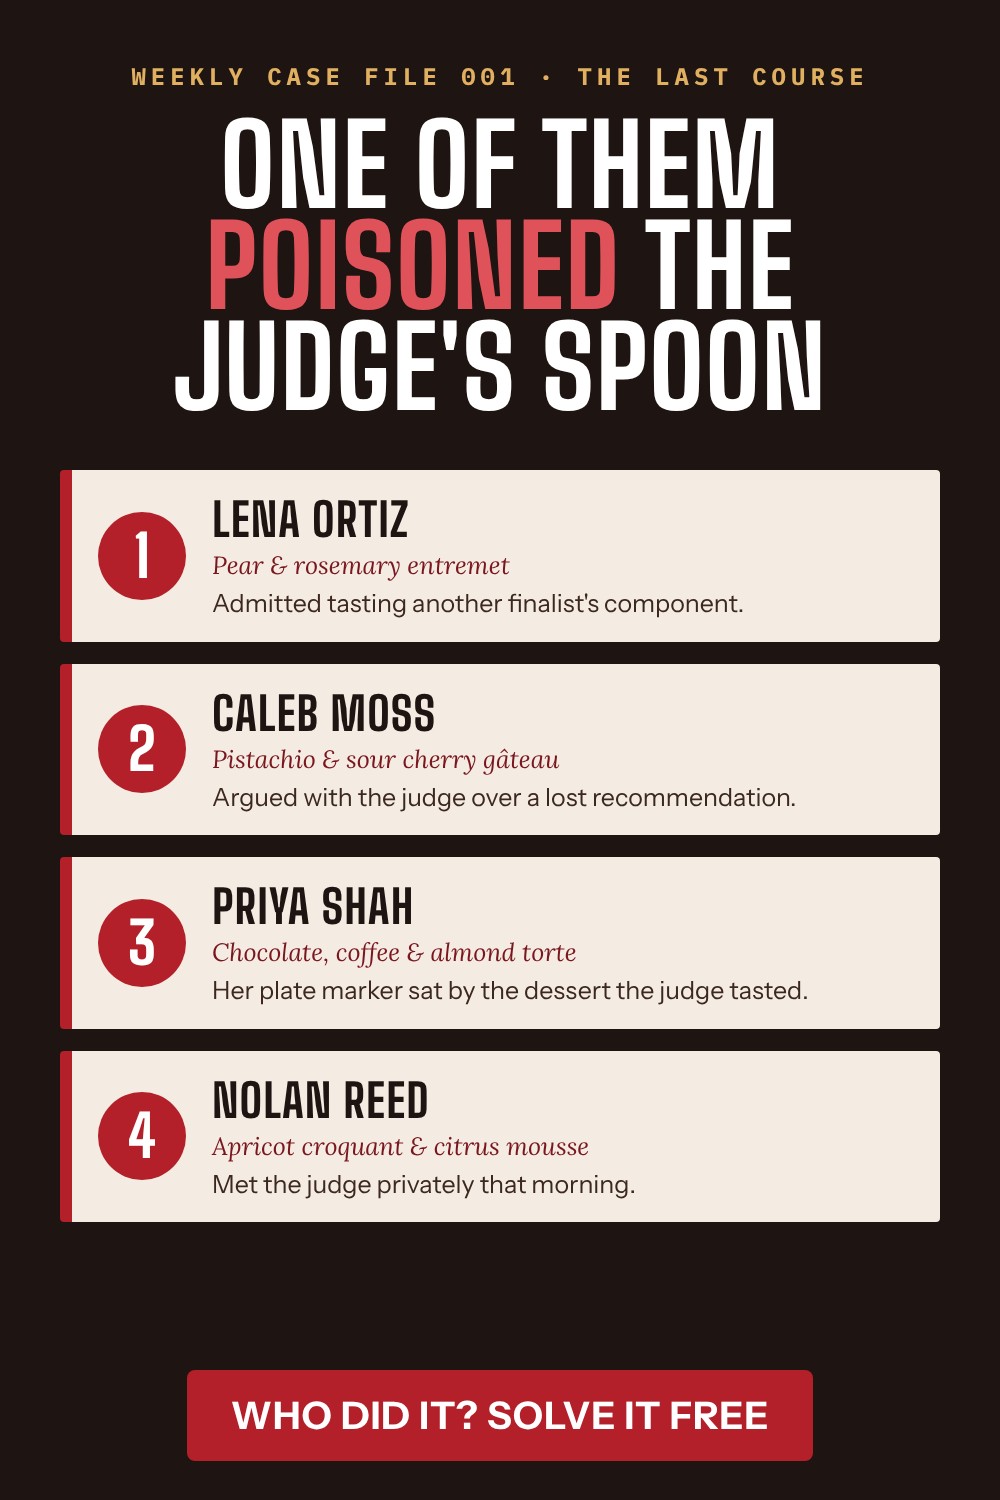 WEEKLY CASE FILE 001 · THE LAST COURSE
ONE OF THEM
POISONED THE
JUDGE'S SPOON
1
LENA ORTIZ
Pear & rosemary entremet
Admitted tasting another finalist's component.
2
CALEB MOSS
Pistachio & sour cherry gâteau
Argued with the judge over a lost recommendation.
3
PRIYA SHAH
Chocolate, coffee & almond torte
Her plate marker sat by the dessert the judge tasted.
4
NOLAN REED
Apricot croquant & citrus mousse
Met the judge privately that morning.
WHO DID IT? SOLVE IT FREE